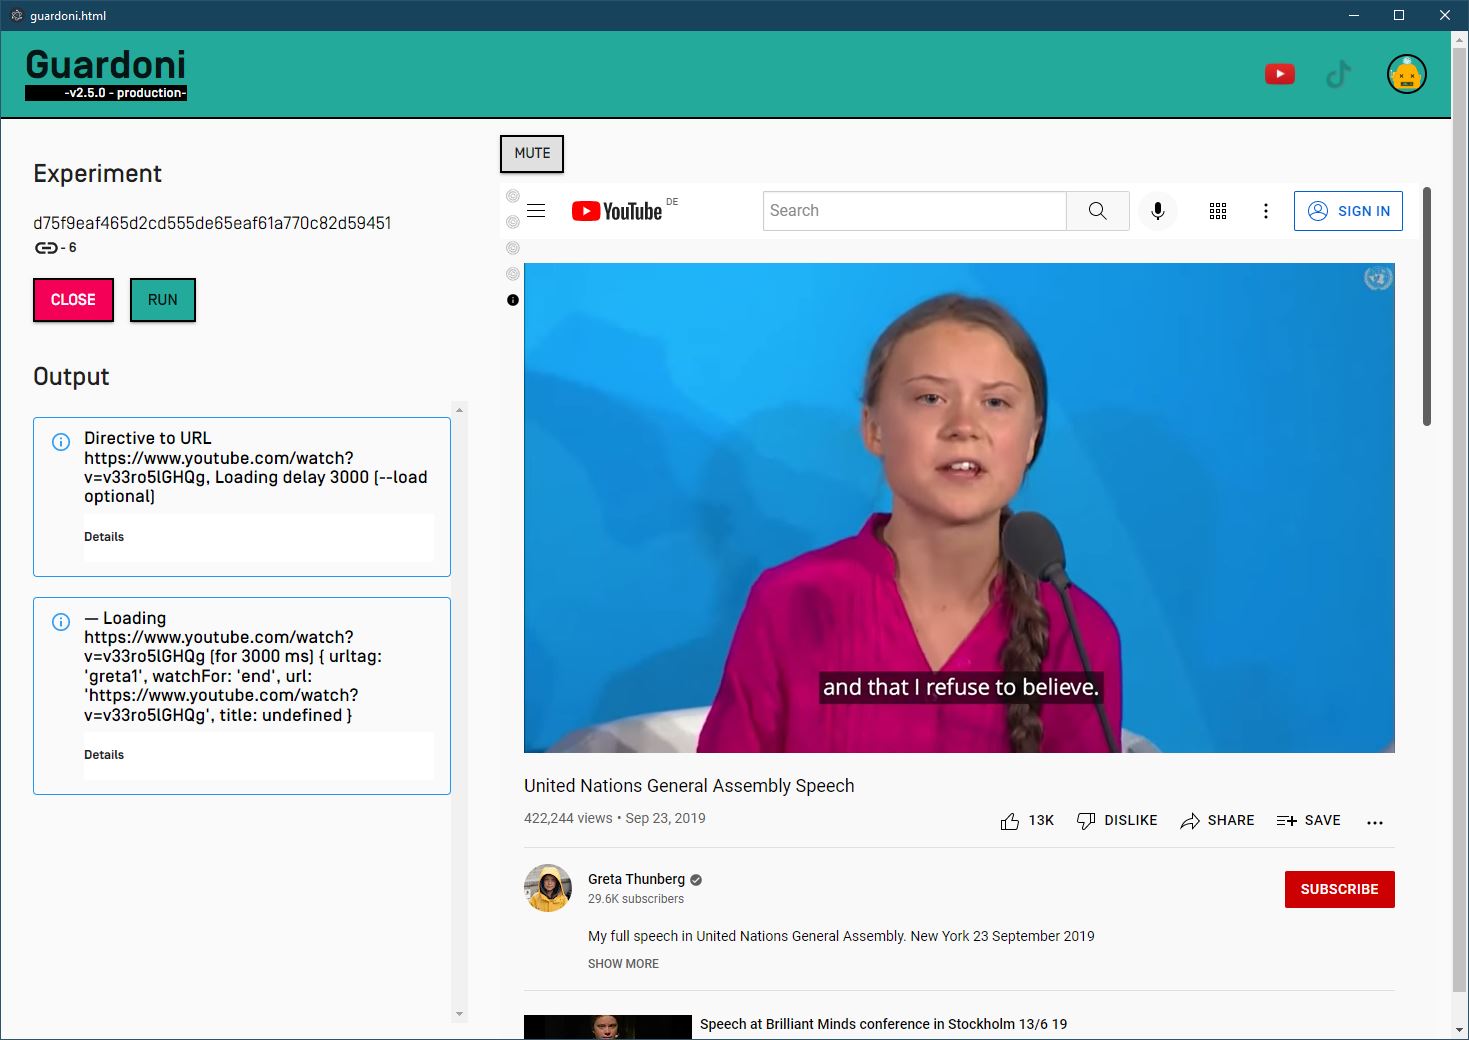 guardoni.html
Guardoni
-v2.5.0 - production-
Experiment
d75f9eaf465d2cd555de65eaf61a770c82d59451
- 6
CLOSE
RUN
Output
Directive to URL
https://www.youtube.com/watch?
v=v33ro5lGHQg, Loading delay 3000 (--load
optional)
Details
— Loading
https://www.youtube.com/watch?
v=v33ro5lGHQg (for 3000 ms) { urltag:
'greta1', watchFor: 'end', url:
'https://www.youtube.com/watch?
v=v33ro5lGHQg', title: undefined }
Details
MUTE
YouTube DE
Search
SIGN IN
and that I refuse to believe.
United Nations General Assembly Speech
422,244 views • Sep 23, 2019
13K
DISLIKE
SHARE
SAVE
Greta Thunberg
29.6K subscribers
SUBSCRIBE
My full speech in United Nations General Assembly. New York 23 September 2019
SHOW MORE
Speech at Brilliant Minds conference in Stockholm 13/6 19